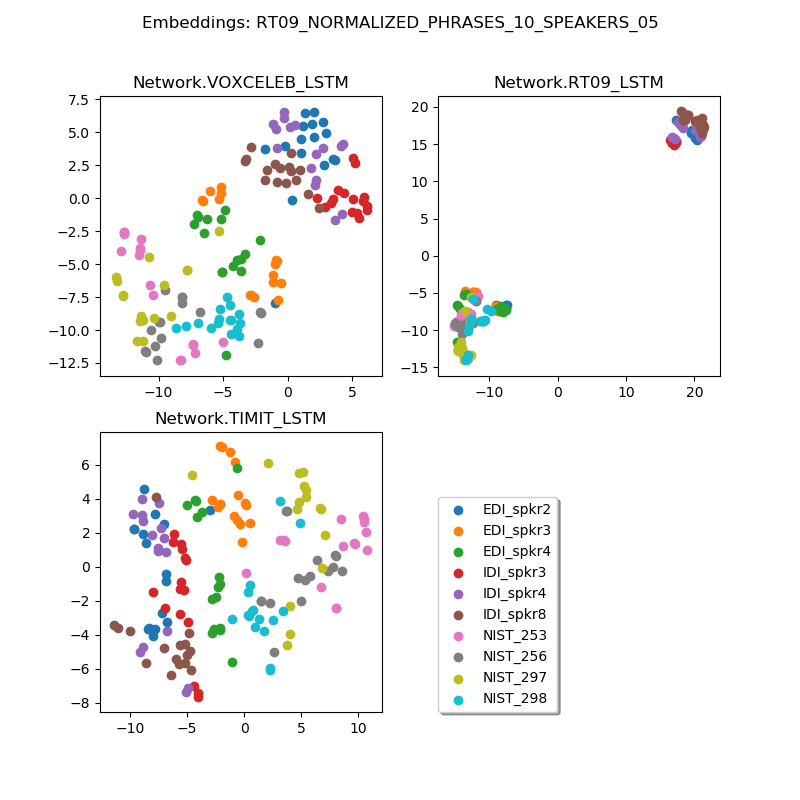 Embeddings: RT09_NORMALIZED_PHRASES_10_SPEAKERS_05
Network.VOXCELEB_LSTM
7.5
5.0
2.5
0.0
−2.5
−5.0
−7.5
−10.0
−12.5
−10
−5
0
5
Network.RT09_LSTM
20
15
10
5
0
−5
−10
−15
−10
0
10
20
Network.TIMIT_LSTM
6
4
2
0
−2
−4
−6
−8
−10
−5
0
5
10
EDI_spkr2
EDI_spkr3
EDI_spkr4
IDI_spkr3
IDI_spkr4
IDI_spkr8
NIST_253
NIST_256
NIST_297
NIST_298